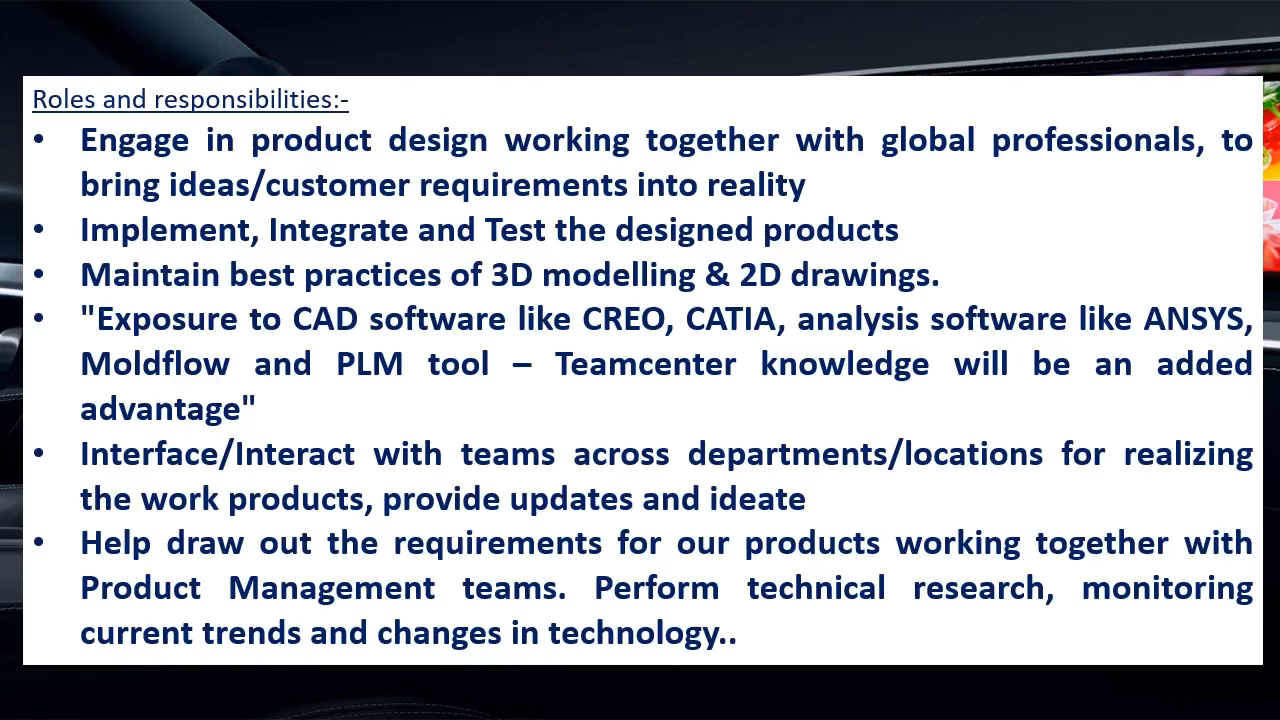 Roles and responsibilities:-
• Engage in product design working together with global professionals, to
bring ideas/customer requirements into reality
• Implement, Integrate and Test the designed products
• Maintain best practices of 3D modelling & 2D drawings.
• "Exposure to CAD software like CREO, CATIA, analysis software like ANSYS,
Moldflow and PLM tool – Teamcenter knowledge will be an added
advantage"
• Interface/Interact with teams across departments/locations for realizing
the work products, provide updates and ideate
• Help draw out the requirements for our products working together with
Product Management teams. Perform technical research, monitoring
current trends and changes in technology..